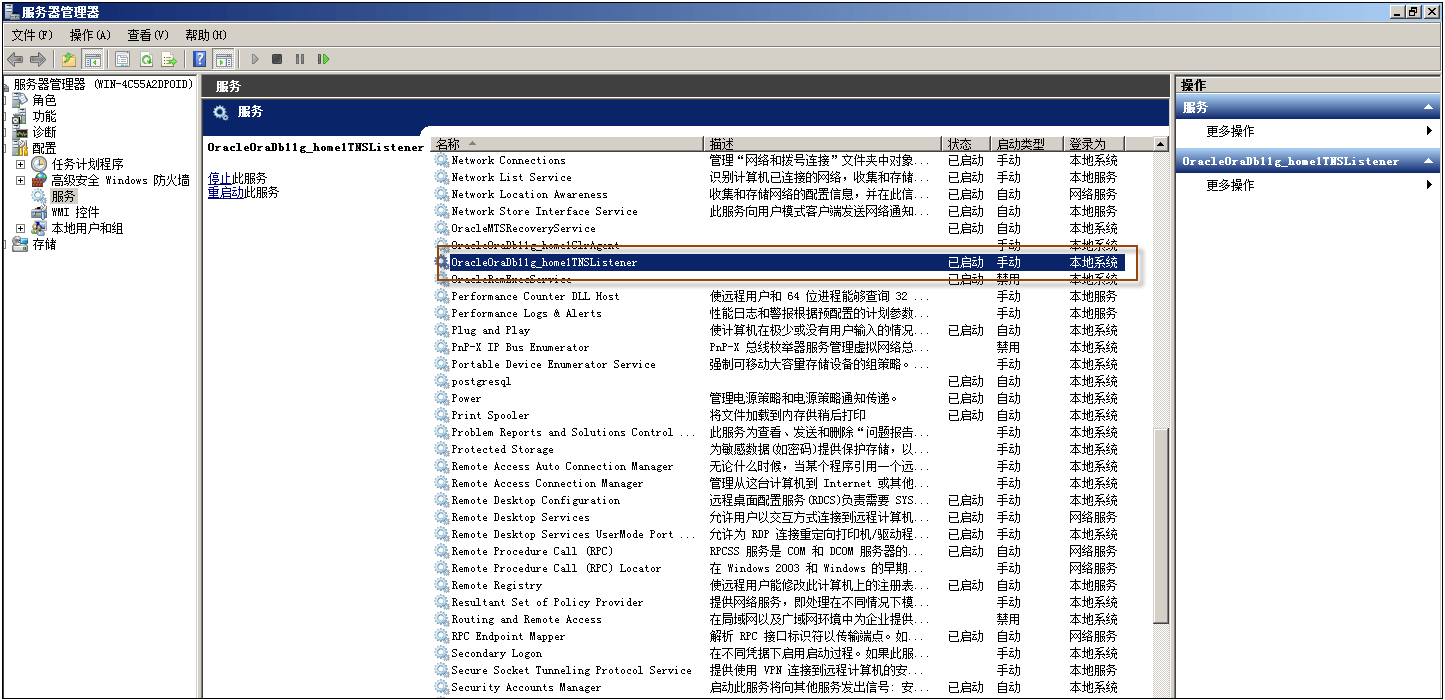 服务器管理器
文件(F) 操作(A) 查看(V) 帮助(H)
服务器管理器 (WIN-4C55A2DPOID)
角色
功能
诊断
配置
任务计划程序
高级安全 Windows 防火墙
服务
WMI 控件
本地用户和组
存储
服务
服务
OracleOraDb11g_home1TNSListener
停止此服务
重启动此服务
名称 描述 状态 启动类型 登录为
Network Connections 管理“网络和拨号连接”文件夹中对象... 已启动 手动 本地系统
Network List Service 识别计算机已连接的网络，收集和存储... 已启动 手动 本地服务
Network Location Awareness 收集和存储网络的配置信息，并在此信... 已启动 自动 网络服务
Network Store Interface Service 此服务向用户模式客户端发送网络通知... 已启动 自动 本地服务
OracleMTSRecoveryService 已启动 自动 本地系统
OracleOraDb11g_home1ClrAgent 手动 本地系统
OracleOraDb11g_home1TNSListener 已启动 手动 本地系统
OracleRemExecService 已启动 禁用 本地系统
Performance Counter DLL Host 使远程用户和 64 位进程能够查询 32 ... 手动 本地服务
Performance Logs & Alerts 性能日志和警报根据预配置的计划参数... 手动 本地服务
Plug and Play 使计算机在极少或没有用户输入的情况... 已启动 自动 本地系统
PnP-X IP Bus Enumerator PnP-X 总线枚举器服务管理虚拟网络总... 禁用 本地系统
Portable Device Enumerator Service 强制可移动大容量存储设备的组策略。... 手动 本地系统
postgresql 已启动 自动 本地系统
Power 管理电源策略和电源策略通知传递。 已启动 自动 本地系统
Print Spooler 将文件加载到内存供稍后打印 已启动 自动 本地系统
Problem Reports and Solutions Control ... 此服务为查看、发送和删除“问题报告... 手动 本地系统
Protected Storage 为敏感数据(如密码)提供保护存储，以... 手动 本地系统
Remote Access Auto Connection Manager 无论什么时候，当某个程序引用一个远... 手动 本地系统
Remote Access Connection Manager 管理从这台计算机到 Internet 或其他... 手动 本地系统
Remote Desktop Configuration 远程桌面配置服务(RDCS)负责需要 SYS... 已启动 手动 本地系统
Remote Desktop Services 允许用户以交互方式连接到远程计算机... 已启动 手动 网络服务
Remote Desktop Services UserMode Port ... 允许为 RDP 连接重定向打印机/驱动程... 已启动 手动 本地系统
Remote Procedure Call (RPC) RPCSS 服务是 COM 和 DCOM 服务器的... 已启动 自动 网络服务
Remote Procedure Call (RPC) Locator 在 Windows 2003 和 Windows 的早期... 手动 网络服务
Remote Registry 使远程用户能修改此计算机上的注册表... 已启动 自动 本地服务
Resultant Set of Policy Provider 提供网络服务，即处理在不同情况下模... 手动 本地系统
Routing and Remote Access 在局域网以及广域网环境中为企业提供... 禁用 本地系统
RPC Endpoint Mapper 解析 RPC 接口标识符以传输端点。如... 已启动 自动 网络服务
Secondary Logon 在不同凭据下启用启动过程。如果此服... 手动 本地系统
Secure Socket Tunneling Protocol Service 提供使用 VPN 连接到远程计算机的安... 手动 本地服务
Security Accounts Manager 启动此服务将向其他服务发出信号: 安... 已启动 自动 本地系统
操作
服务
更多操作
OracleOraDb11g_home1TNSListener
更多操作